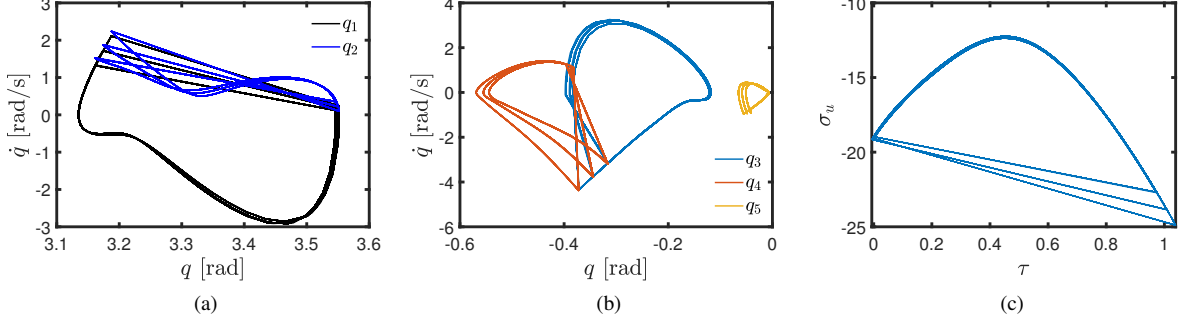 3
2
1
0
-1
-2
-3
q̇ [rad/s]
3.1 3.2 3.3 3.4 3.5 3.6
q [rad]
q1
q2
(a)
4
2
0
-2
-4
-6
q̇ [rad/s]
-0.6 -0.4 -0.2 0
q [rad]
q3
q4
q5
(b)
-10
-15
-20
-25
σu
0 0.2 0.4 0.6 0.8 1
τ
(c)